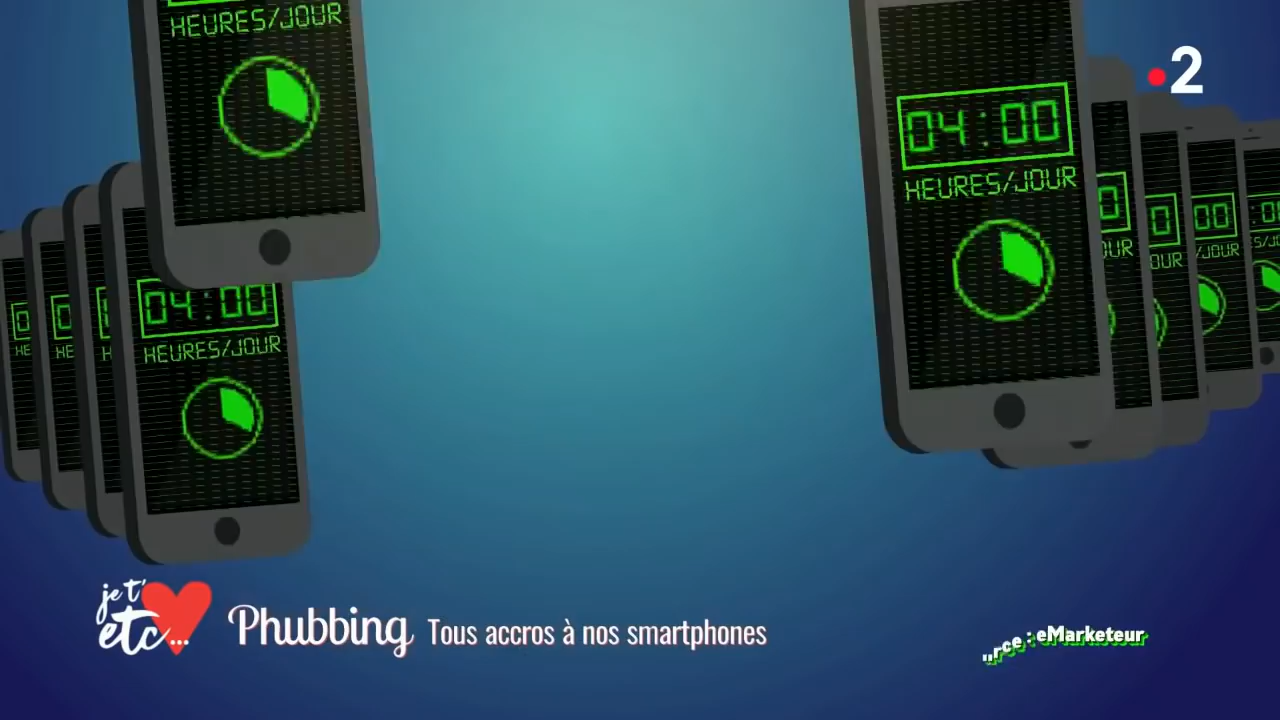 HEURES/JOUR
2
04:00
HEURES/JOUR
04:00
HEURES/JOUR
je t'
etc...
Phubbing Tous accros à nos smartphones
urce : eMarketeur